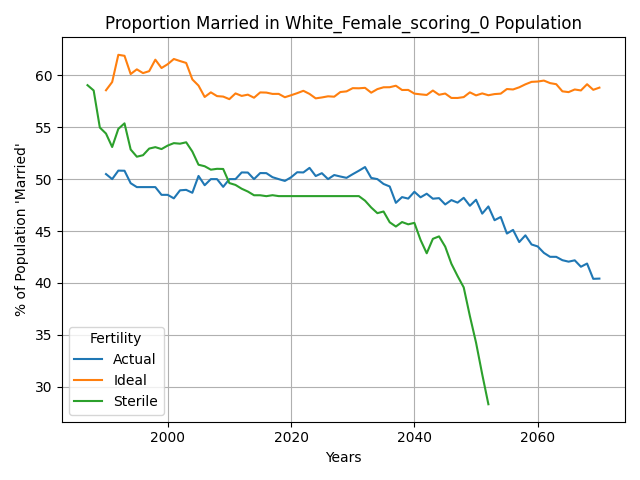 Proportion Married in White_Female_scoring_0 Population
% of Population 'Married'
60
55
50
45
40
35
30
Fertility
Actual
Ideal
Sterile
2000 2020 2040 2060
Years